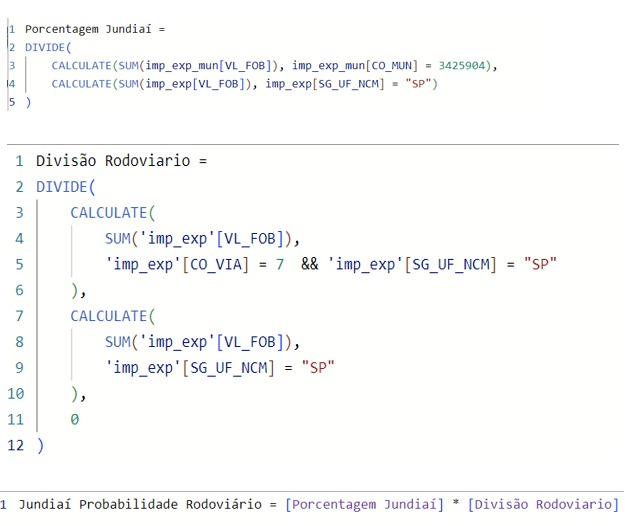 1 Porcentagem Jundiaí =
2 DIVIDE(
3 CALCULATE(SUM(imp_exp_mun[VL_FOB]), imp_exp_mun[CO_MUN] = 3425904),
4 CALCULATE(SUM(imp_exp[VL_FOB]), imp_exp[SG_UF_NCM] = "SP")
5 )
1 Divisão Rodoviario =
2 DIVIDE(
3 CALCULATE(
4 SUM('imp_exp'[VL_FOB]),
5 'imp_exp'[CO_VIA] = 7 && 'imp_exp'[SG_UF_NCM] = "SP"
6 ),
7 CALCULATE(
8 SUM('imp_exp'[VL_FOB]),
9 'imp_exp'[SG_UF_NCM] = "SP"
10 ),
11 0
12 )
1 Jundiaí Probabilidade Rodoviário = [Porcentagem Jundiaí] * [Divisão Rodoviario]